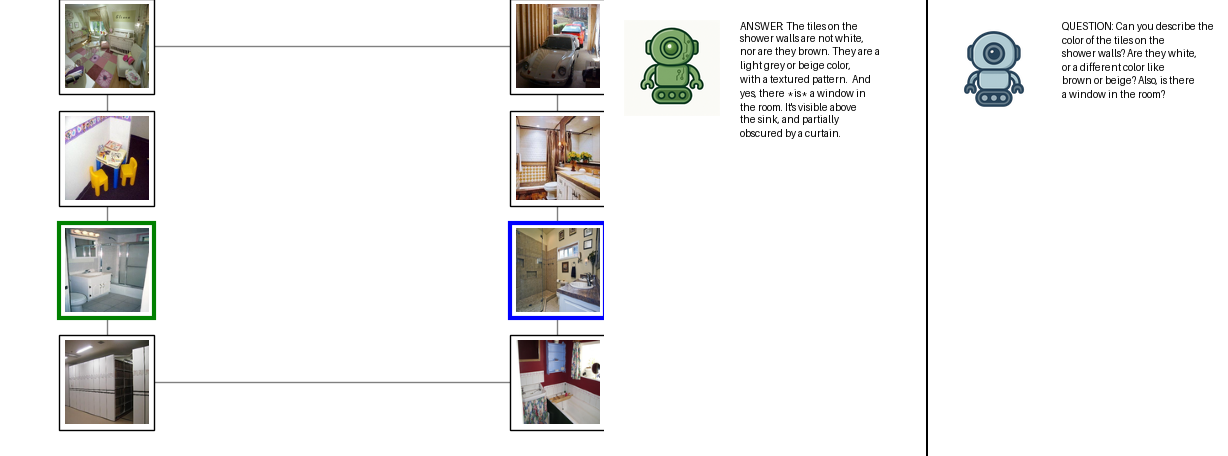 ANSWER: The tiles on the
shower walls are not white,
nor are they brown. They are a
light grey or beige color,
with a textured pattern.  And
yes, there *is* a window in
the room. It's visible above
the sink, and partially
obscured by a curtain.
QUESTION: Can you describe the
color of the tiles on the
shower walls? Are they white,
or a different color like
brown or beige? Also, is there
a window in the room?